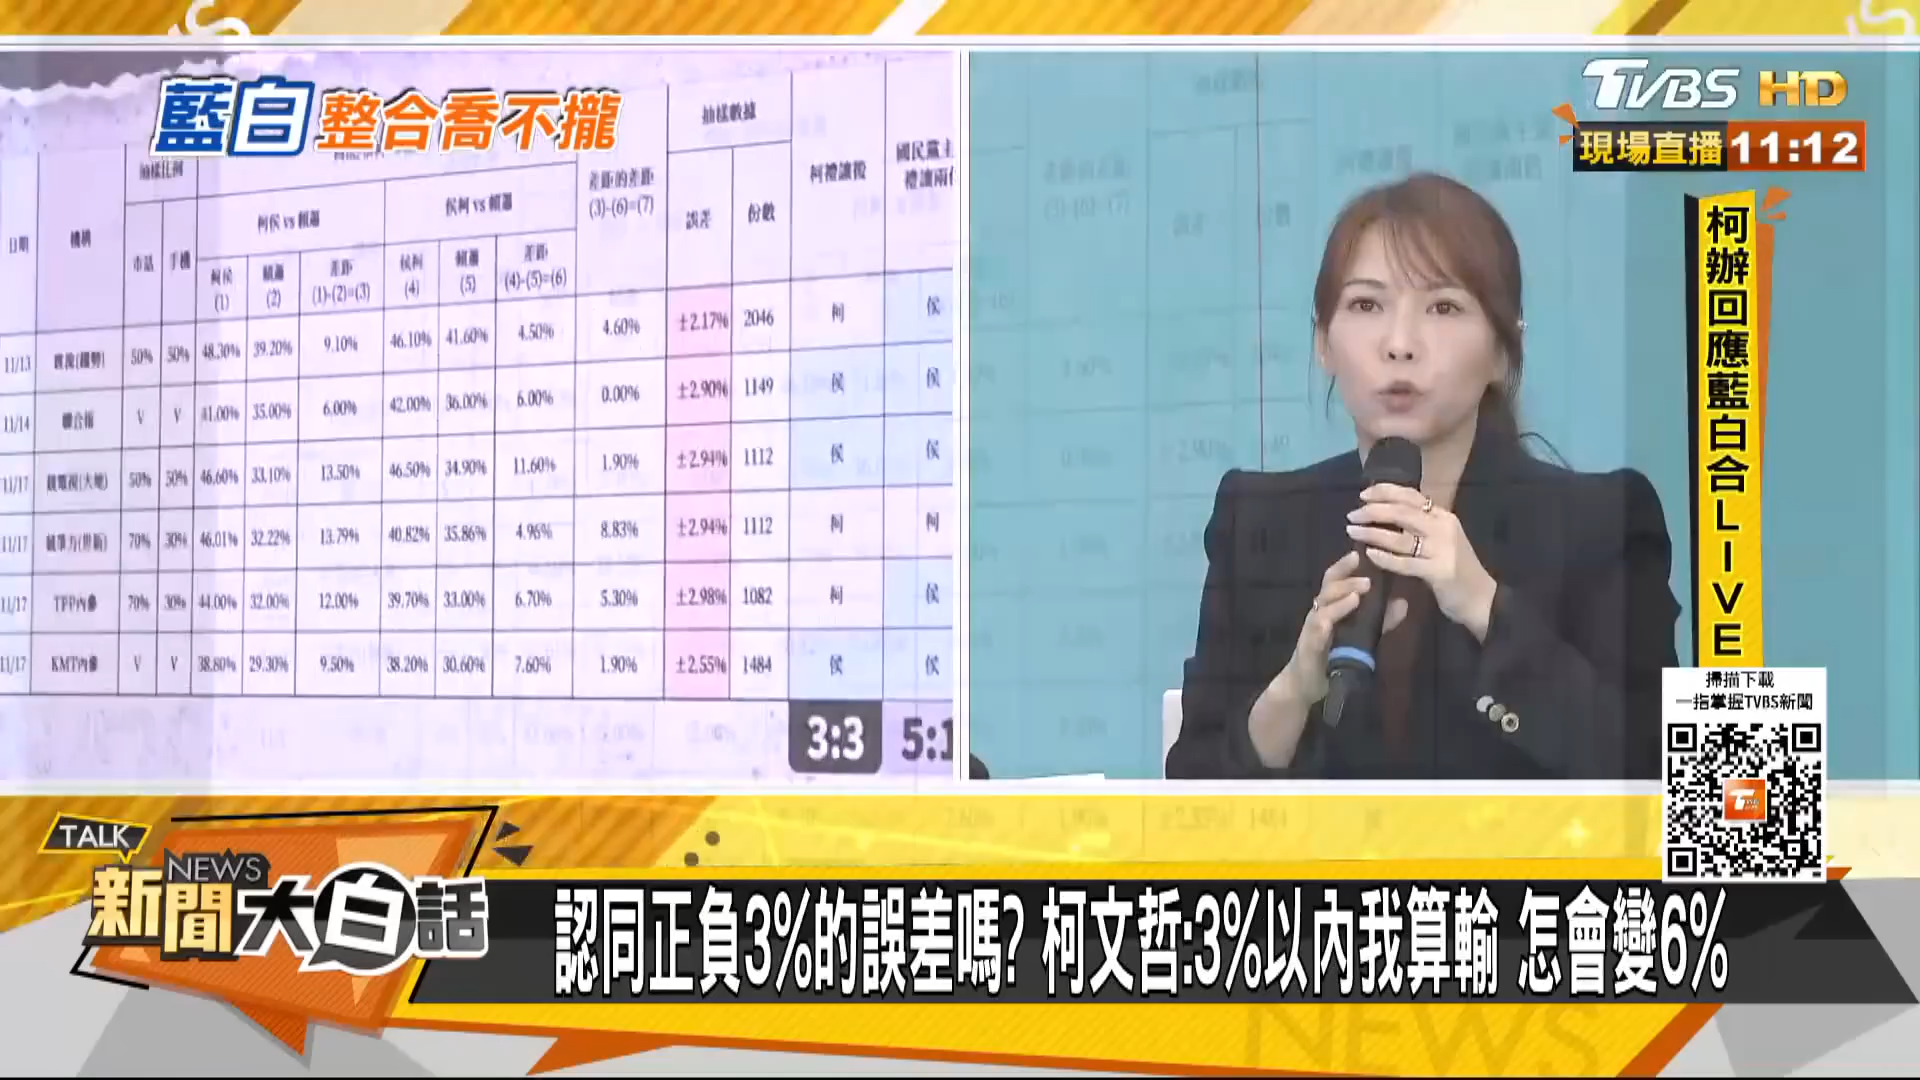 藍白整合喬不攏
TVBS HD
現場直播 11:12
柯辦回應藍白合LIVE
掃描下載
一指掌握TVBS新聞
抽樣比例
抽樣數據
日期 機構 市話 手機
柯侯 vs 賴蕭
侯柯 vs 賴蕭
柯侯 (1) 賴蕭 (2) 差距 (1)-(2)=(3)
侯柯 (4) 賴蕭 (5) 差距 (4)-(5)=(6)
差距的差距 (3)-(6)=(7)
誤差 份數
柯禮讓後
國民黨主
禮讓兩
11/13 50% 50% 48.30% 39.20% 9.10% 46.10% 41.60% 4.50% 4.60% ±2.17% 2046 柯 侯
11/14 聯合報 V V 41.00% 35.00% 6.00% 42.00% 36.00% 6.00% 0.00% ±2.90% 1149 侯 侯
11/17 50% 50% 46.60% 33.10% 13.50% 46.50% 34.90% 11.60% 1.90% ±2.94% 1112 侯 侯
11/17 70% 30% 46.01% 32.22% 13.79% 40.82% 35.86% 4.96% 8.83% ±2.94% 1112 柯 柯
11/17 TPP內參 70% 30% 44.00% 32.00% 12.00% 39.70% 33.00% 6.70% 5.30% ±2.98% 1082 柯 侯
11/17 KMT內參 V V 38.80% 29.30% 9.50% 38.20% 30.60% 7.60% 1.90% ±2.55% 1484 侯 侯
3:3 5:1
TALK
NEWS
新聞大白話
認同正負3%的誤差嗎? 柯文哲:3%以內我算輸 怎會變6%
NEWS